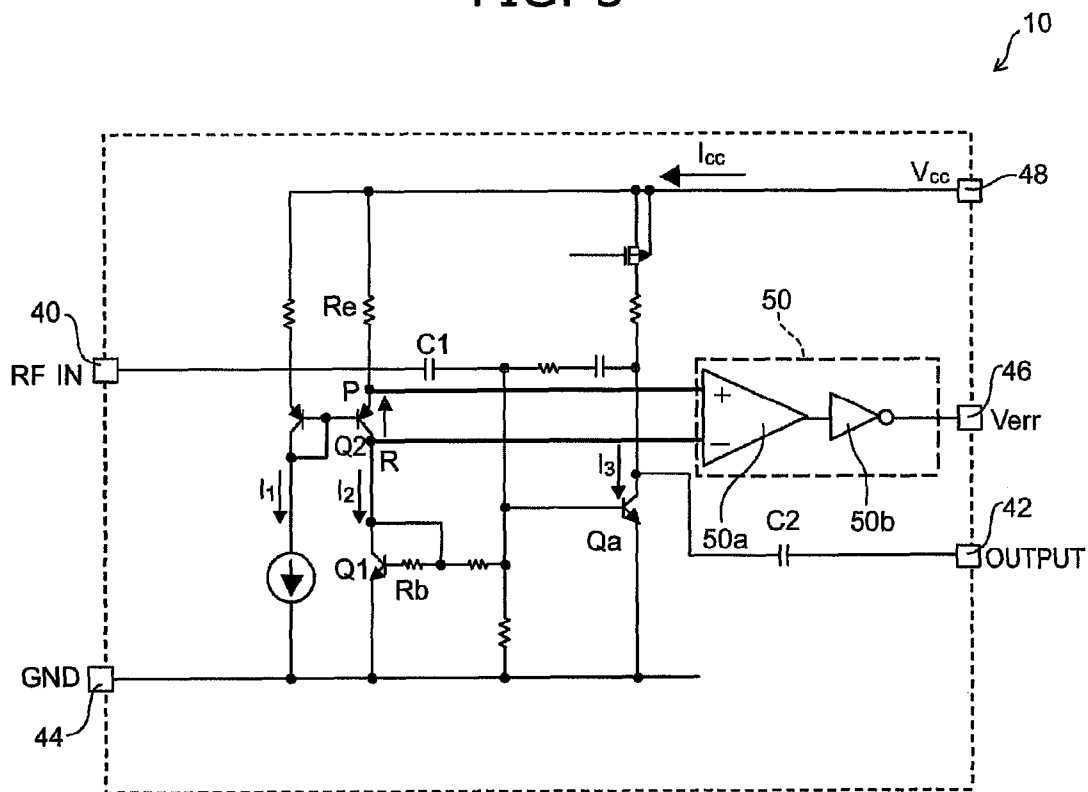 10
Icc
Vcc
48
40
Re
50
C1
RF IN
46
P
+
Verr
Q2
R
−
I1
I2
I3
42
50b
Qa
50a
C2
OUTPUT
Q1
Rb
GND
44